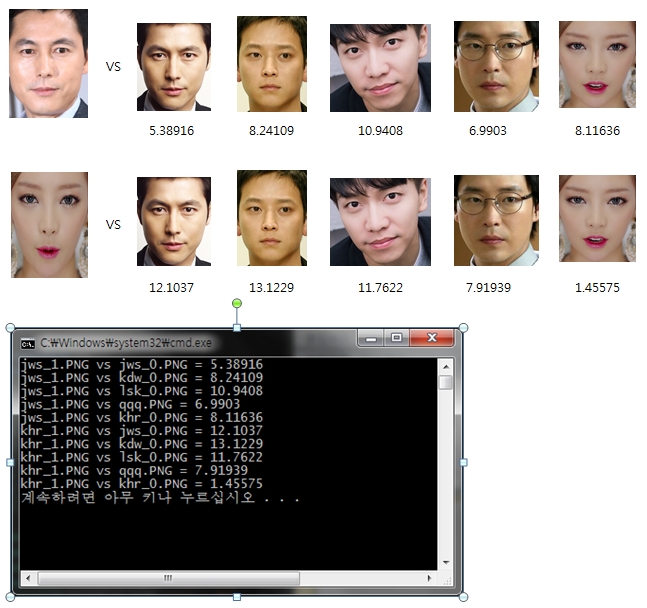 VS
5.38916 8.24109 10.9408 6.9903 8.11636
VS
12.1037 13.1229 11.7622 7.91939 1.45575
C:₩Windows₩system32₩cmd.exe
jws_1.PNG vs jws_0.PNG = 5.38916
jws_1.PNG vs kdw_0.PNG = 8.24109
jws_1.PNG vs lsk_0.PNG = 10.9408
jws_1.PNG vs qqq.PNG = 6.9903
jws_1.PNG vs khr_0.PNG = 8.11636
khr_1.PNG vs jws_0.PNG = 12.1037
khr_1.PNG vs kdw_0.PNG = 13.1229
khr_1.PNG vs lsk_0.PNG = 11.7622
khr_1.PNG vs qqq.PNG = 7.91939
khr_1.PNG vs khr_0.PNG = 1.45575
계속하려면 아무 키나 누르십시오 . . .